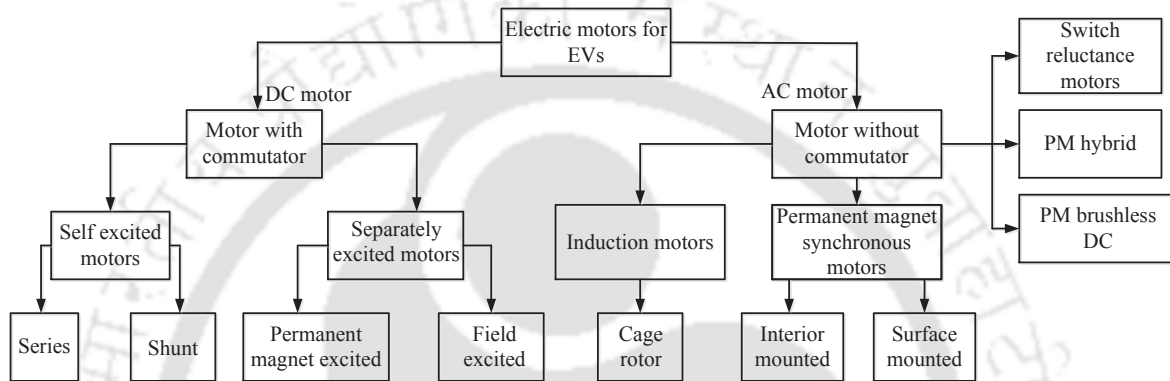 Electric motors for
EVs
DC motor
AC motor
Motor with
commutator
Motor without
commutator
Switch
reluctance
motors
PM hybrid
PM brushless
DC
Self excited
motors
Separately
excited motors
Induction motors
Permanent magnet
synchronous
motors
Series
Shunt
Permanent
magnet excited
Field
excited
Cage
rotor
Interior
mounted
Surface
mounted